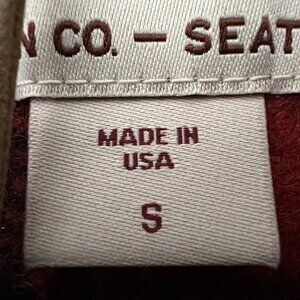 N CO. — SEAT
MADE IN
USA
S